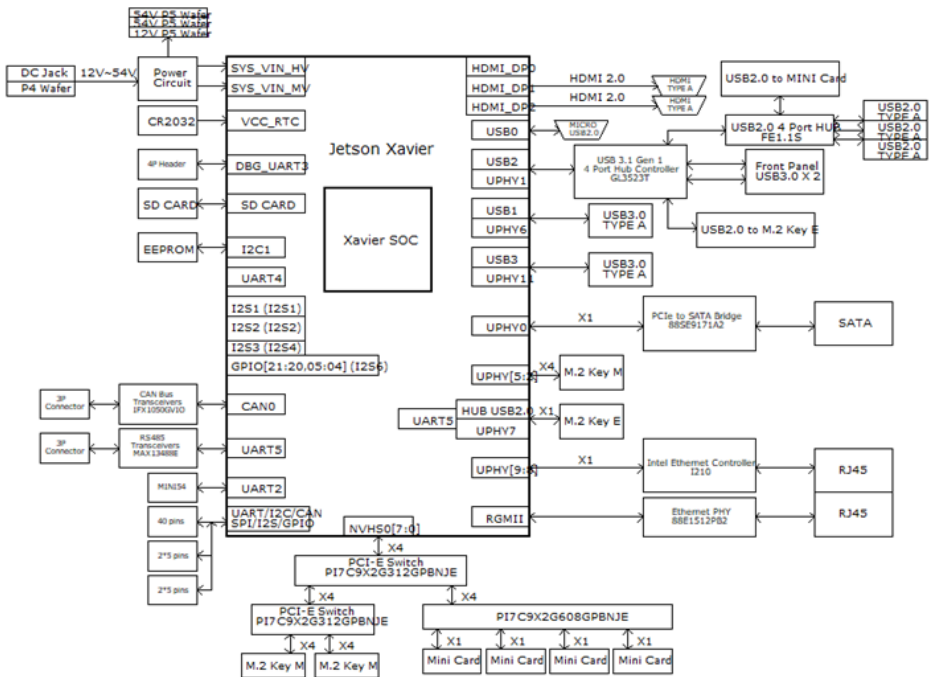 54V P5 Wafer
54V P5 Wafer
12V P5 Wafer
DC Jack
P4 Wafer
12V~54V
Power
Circuit
SYS_VIN_HV
SYS_VIN_MV
CR2032
VCC_RTC
4P Header
DBG_UART3
SD CARD
SD CARD
EEPROM
I2C1
UART4
I2S1 (I2S1)
I2S2 (I2S2)
I2S3 (I2S4)
GPIO[21:20,05:04] (I2S6)
3P
Connector
CAN Bus
Transceivers
IFX1050GVIO
CAN0
3P
Connector
RS485
Transceivers
MAX13488E
UART5
MINI54
UART2
40 pins
UART/I2C/CAN
SPI/I2S/GPIO
2*5 pins
2*5 pins
Jetson Xavier
Xavier SOC
HDMI_DP0
HDMI_DP1
HDMI 2.0
HDMI
TYPE A
HDMI_DP2
HDMI 2.0
HDMI
TYPE A
USB0
MICRO
USB2.0
USB2
UPHY1
USB 3.1 Gen 1
4 Port Hub Controller
GL3523T
USB2.0 to MINI Card
USB2.0 4 Port HUB
FE1.1S
USB2.0
TYPE A
USB2.0
TYPE A
USB2.0
TYPE A
Front Panel
USB3.0 X 2
USB2.0 to M.2 Key E
USB1
UPHY6
USB3.0
TYPE A
USB3
UPHY11
USB3.0
TYPE A
UPHY0
X1
PCIe to SATA Bridge
88SE9171A2
SATA
UPHY[5:2]
X4
M.2 Key M
UART5
HUB USB2.0
UPHY7
X1
M.2 Key E
UPHY[9:8]
X1
Intel Ethernet Controller
I210
RJ45
RGMII
Ethernet PHY
88E1512PB2
RJ45
NVHS0[7:0]
X4
PCI-E Switch
PI7C9X2G312GPBNJE
X4
X4
PCI-E Switch
PI7C9X2G312GPBNJE
PI7C9X2G608GPBNJE
X4
X4
X1
X1
X1
X1
M.2 Key M
M.2 Key M
Mini Card
Mini Card
Mini Card
Mini Card